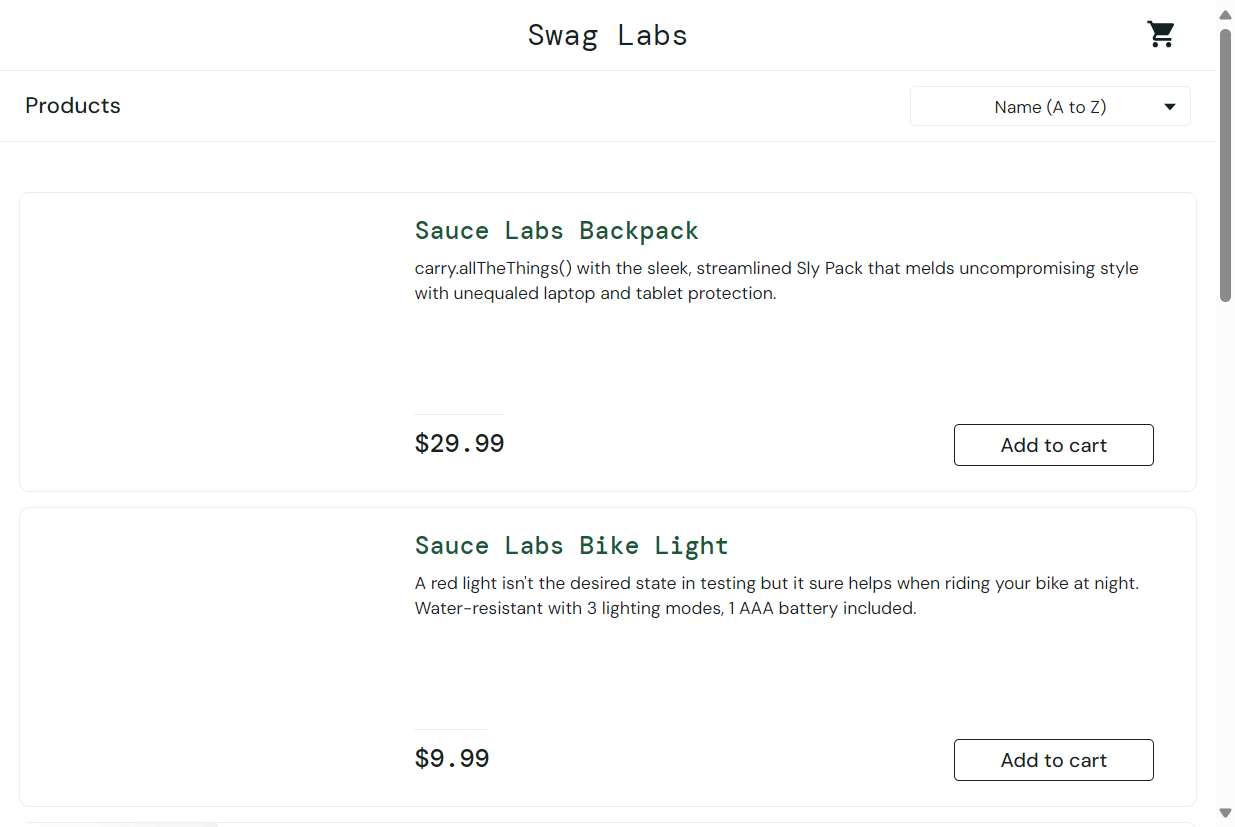 Swag Labs
Products
Name (A to Z)
Sauce Labs Backpack
carry.allTheThings() with the sleek, streamlined Sly Pack that melds uncompromising style
with unequaled laptop and tablet protection.
$29.99
Add to cart
Sauce Labs Bike Light
A red light isn't the desired state in testing but it sure helps when riding your bike at night.
Water-resistant with 3 lighting modes, 1 AAA battery included.
$9.99
Add to cart